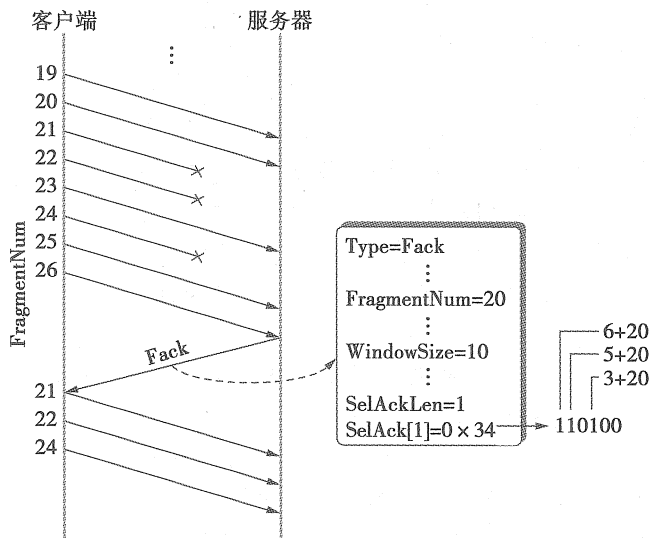 客户端
服务器
⋮
19
20
21
22
23
24
25
26
FragmentNum
Fack
21
22
24
Type=Fack
⋮
FragmentNum=20
⋮
WindowSize=10
⋮
SelAckLen=1
SelAck[1]=0×34
110100
6+20
5+20
3+20